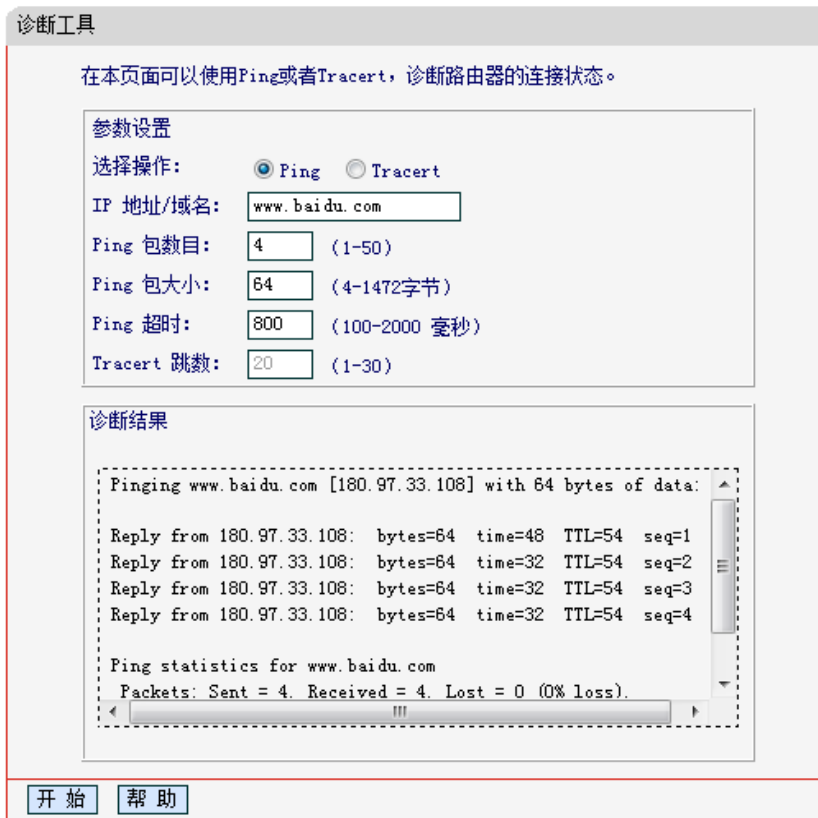 诊断工具
在本页面可以使用Ping或者Tracert，诊断路由器的连接状态。
参数设置
选择操作： Ping Tracert
IP 地址/域名： www.baidu.com
Ping 包数目： 4 （1-50）
Ping 包大小： 64 （4-1472字节）
Ping 超时： 800 （100-2000 毫秒）
Tracert 跳数： 20 （1-30）
诊断结果
Pinging www.baidu.com [180.97.33.108] with 64 bytes of data:
Reply from 180.97.33.108: bytes=64 time=48 TTL=54 seq=1
Reply from 180.97.33.108: bytes=64 time=32 TTL=54 seq=2
Reply from 180.97.33.108: bytes=64 time=32 TTL=54 seq=3
Reply from 180.97.33.108: bytes=64 time=32 TTL=54 seq=4
Ping statistics for www.baidu.com
Packets: Sent = 4, Received = 4, Lost = 0 (0% loss),
开 始 帮 助